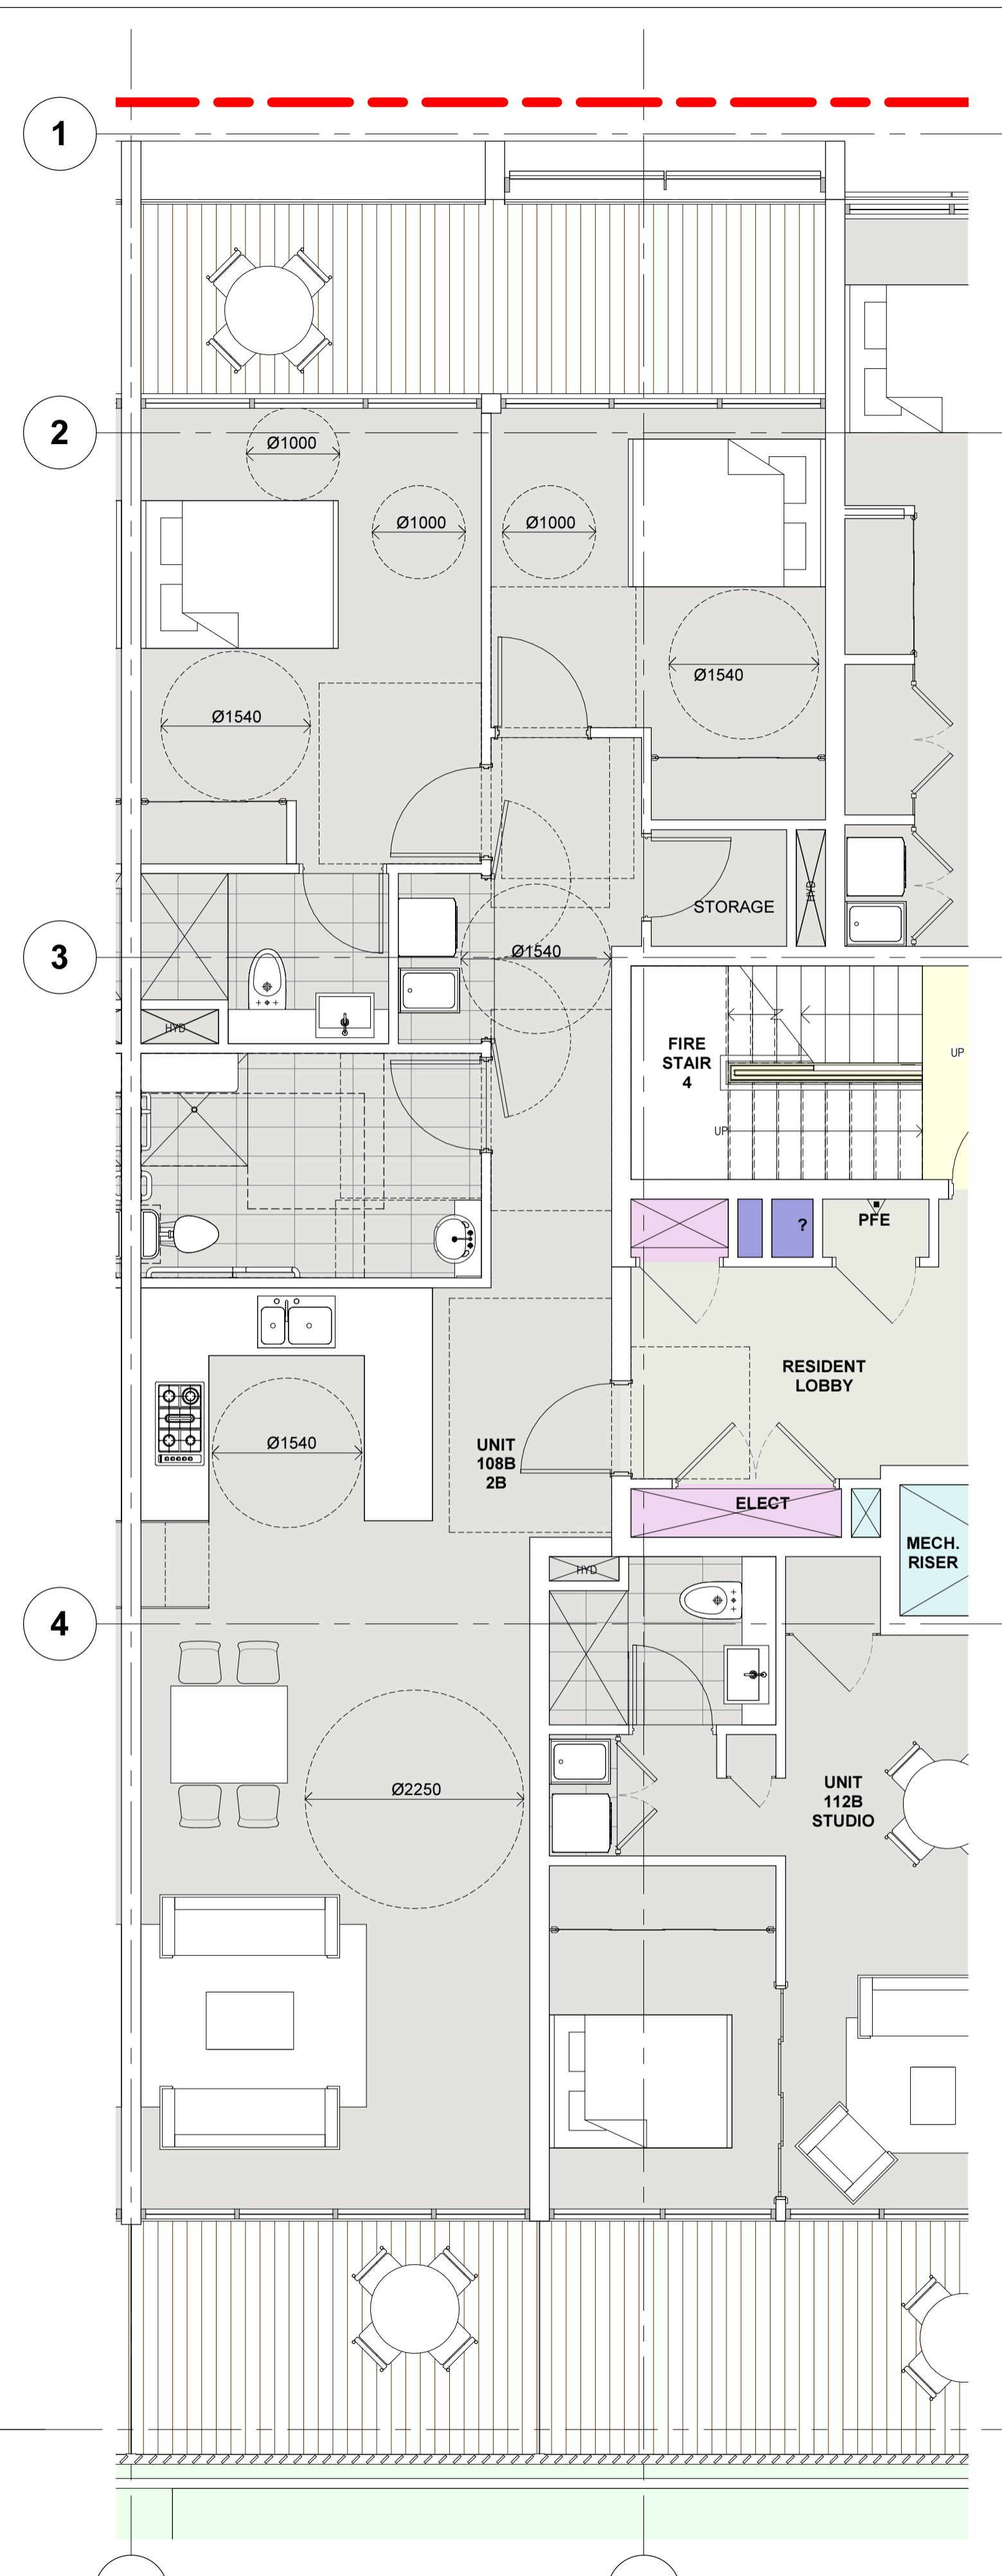 1
2
Ø1000
Ø1000
Ø1000
Ø1540
Ø1540
STORAGE
HYD
3
Ø1540
HYD
FIRE
STAIR
4
UP
UP
PFE
?
RESIDENT
LOBBY
Ø1540
UNIT
108B
2B
ELECT
MECH.
RISER
HYD
4
Ø2250
UNIT
112B
STUDIO